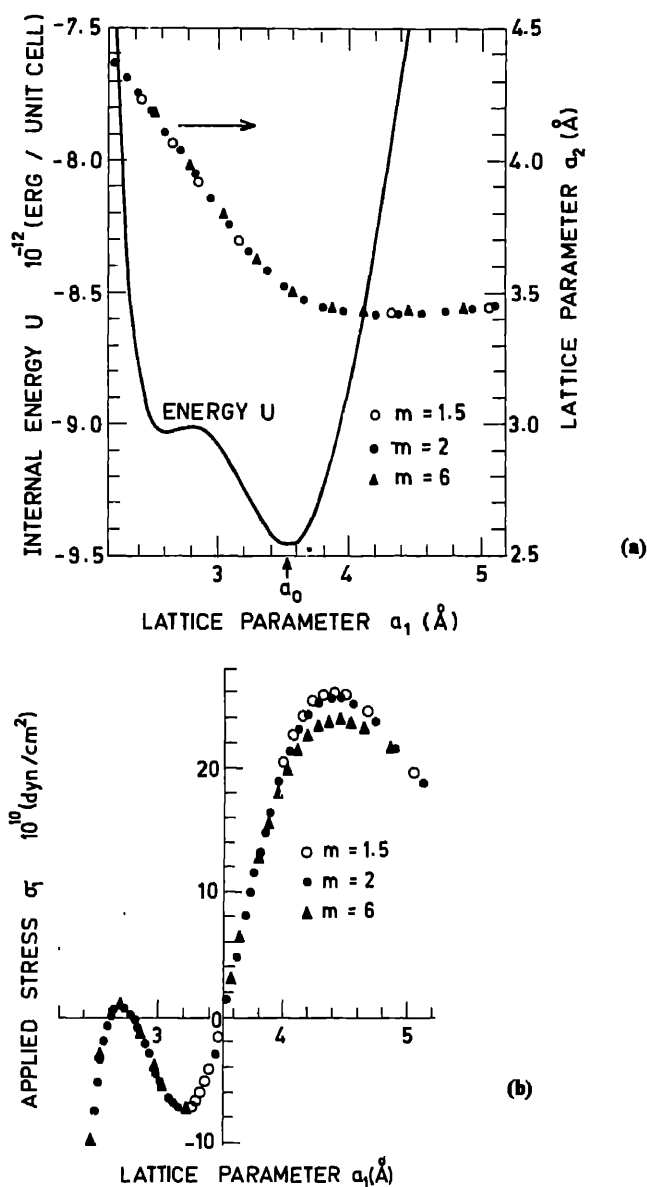 -7.5
-8.0
-8.5
-9.0
-9.5
INTERNAL ENERGY U 10^-12 (ERG / UNIT CELL)
4.5
4.0
3.5
3.0
2.5
LATTICE PARAMETER a₂ (Å)
ENERGY U
○ m = 1.5
● m = 2
▲ m = 6
3 4 5
a₀
LATTICE PARAMETER a₁ (Å)
(a)
20
10
0
-10
APPLIED STRESS σ₁ 10^10 (dyn/cm²)
○ m = 1.5
● m = 2
▲ m = 6
3 4 5
(b)
LATTICE PARAMETER a₁(Å)